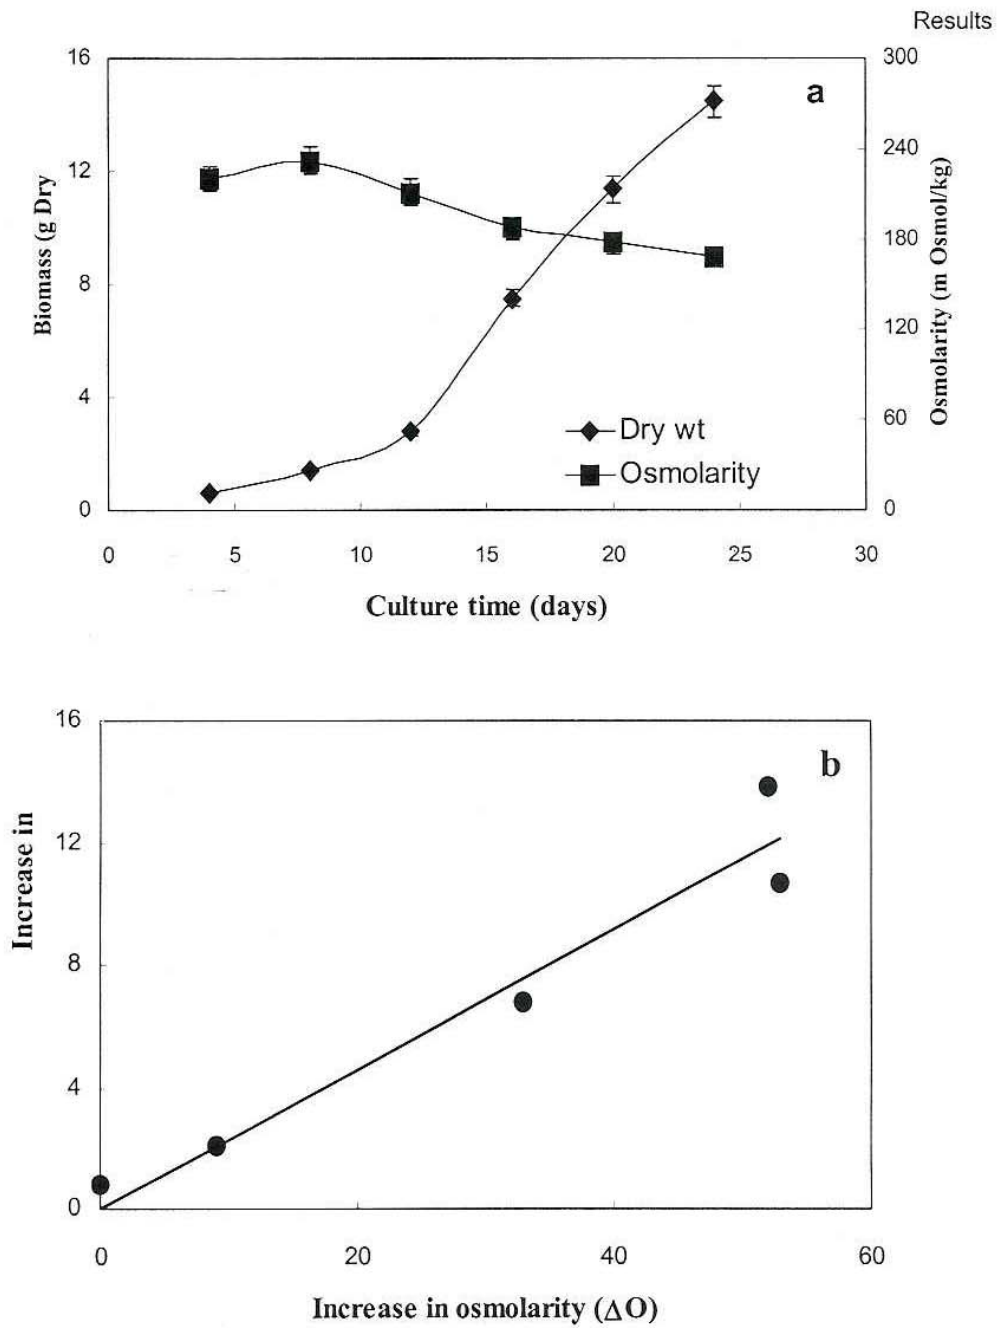 Results
16
12
8
4
0
Biomass (g Dry
a
300
240
180
120
60
0
Osmolarity (m Osmol/kg)
Dry wt
Osmolarity
0 5 10 15 20 25 30
Culture time (days)
16
12
8
4
0
Increase in
b
0 20 40 60
Increase in osmolarity (ΔO)